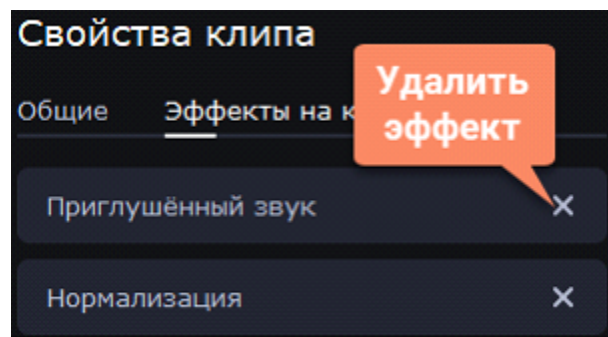 Свойства клипа
Удалить
эффект
Общие Эффекты на к
Приглушённый звук
Нормализация